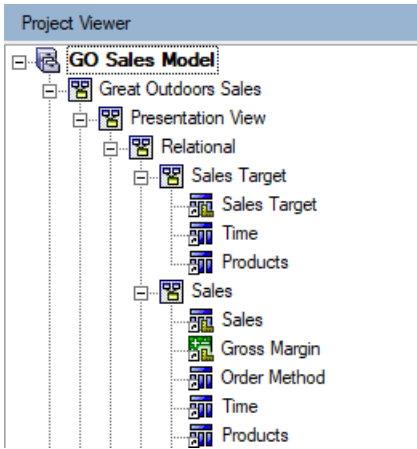 Project Viewer
GO Sales Model
Great Outdoors Sales
Presentation View
Relational
Sales Target
Sales Target
Time
Products
Sales
Sales
Gross Margin
Order Method
Time
Products